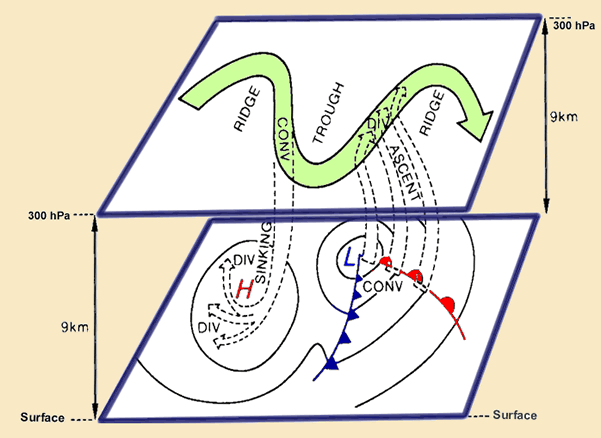 300 hPa
RIDGE
CONV
TROUGH
DIV
RIDGE
ASCENT
9km
300 hPa
SINKING
DIV
H
DIV
L
CONV
9km
Surface
Surface